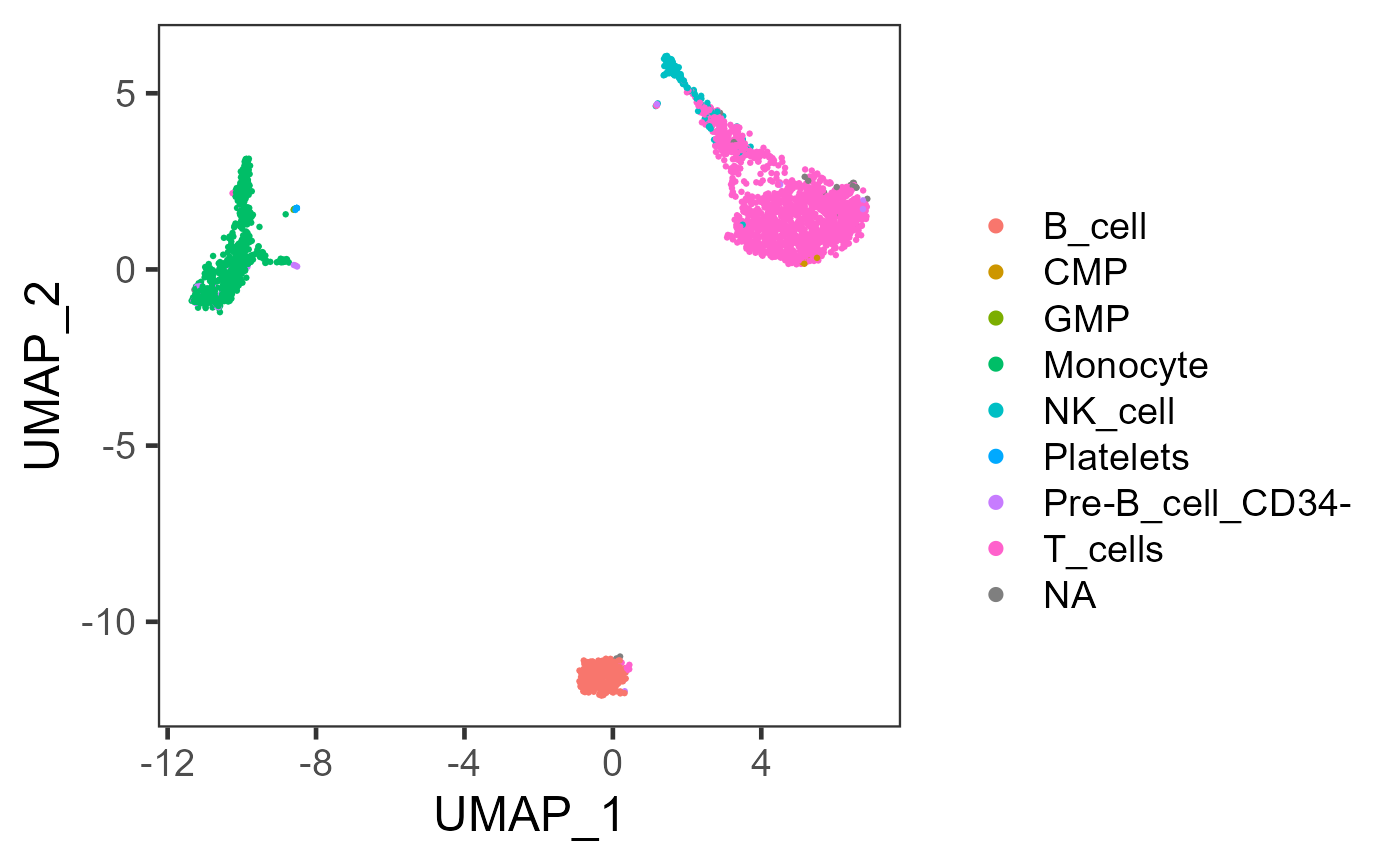 5
0
-5
-10
UMAP_2
-12 -8 -4 0 4
UMAP_1
B_cell
CMP
GMP
Monocyte
NK_cell
Platelets
Pre-B_cell_CD34-
T_cells
NA